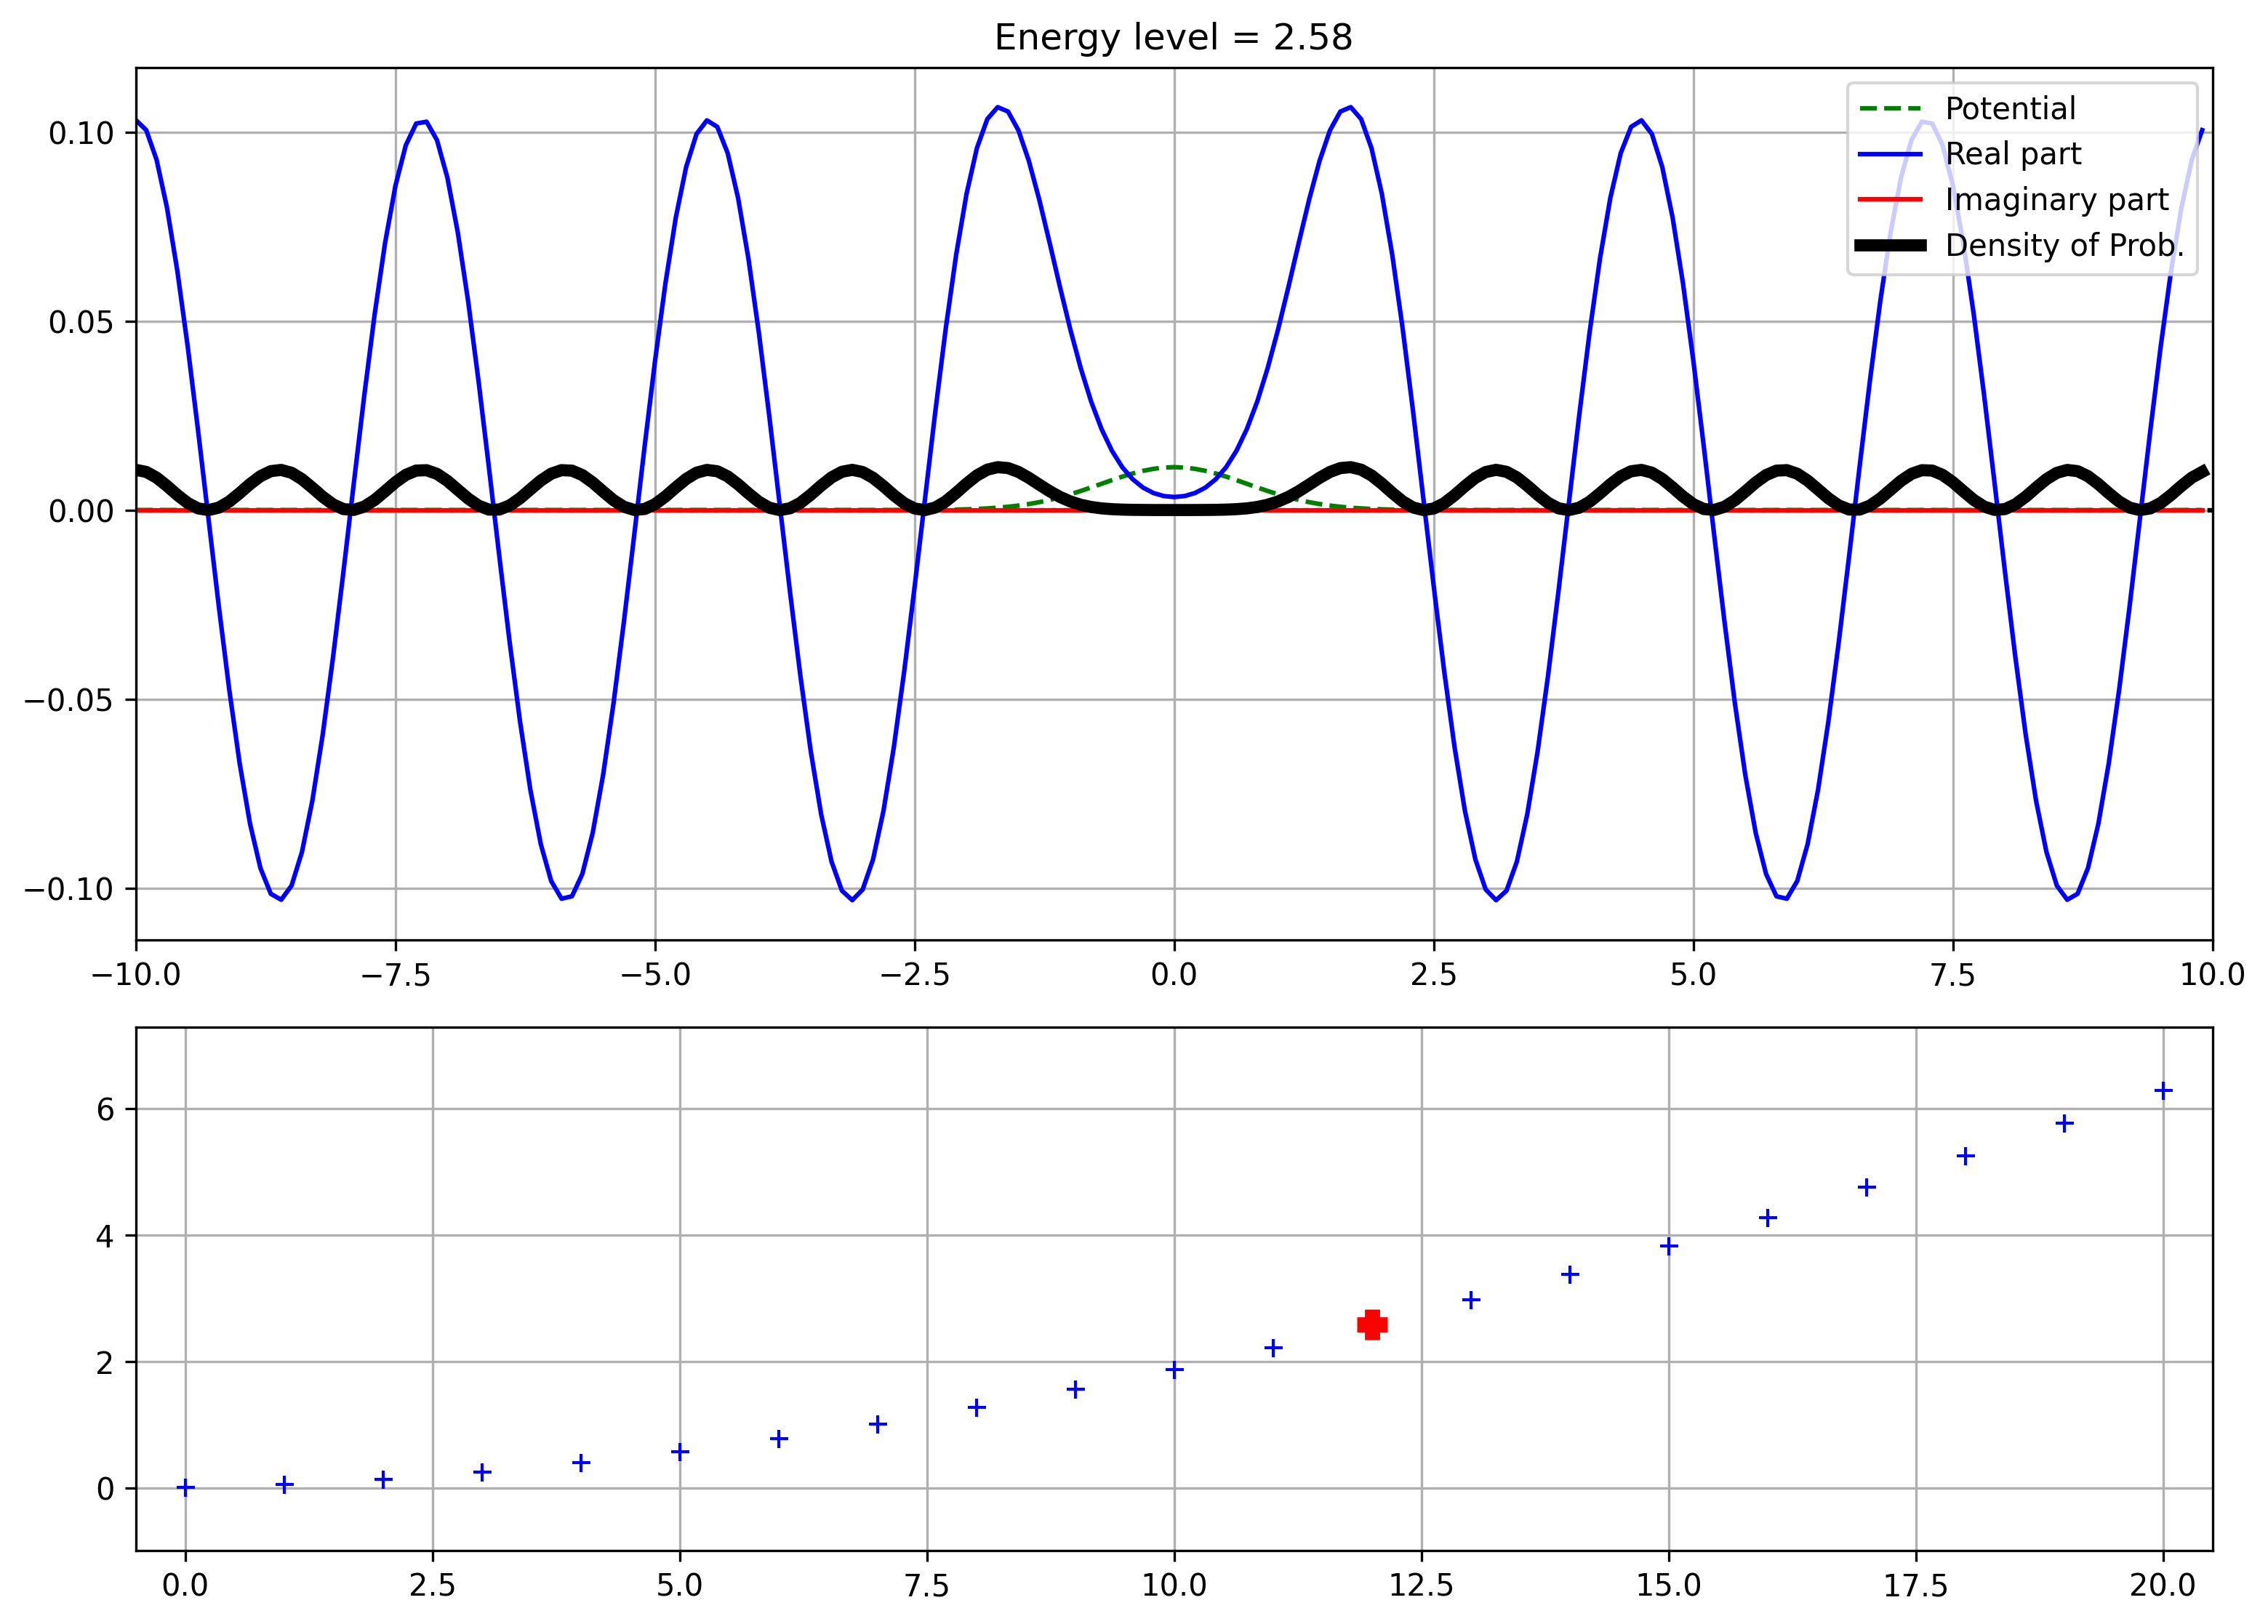 Energy level = 2.58
Potential
Real part
Imaginary part
Density of Prob.
0.10
0.05
0.00
−0.05
−0.10
−10.0 −7.5 −5.0 −2.5 0.0 2.5 5.0 7.5 10.0
6
4
2
0
0.0 2.5 5.0 7.5 10.0 12.5 15.0 17.5 20.0